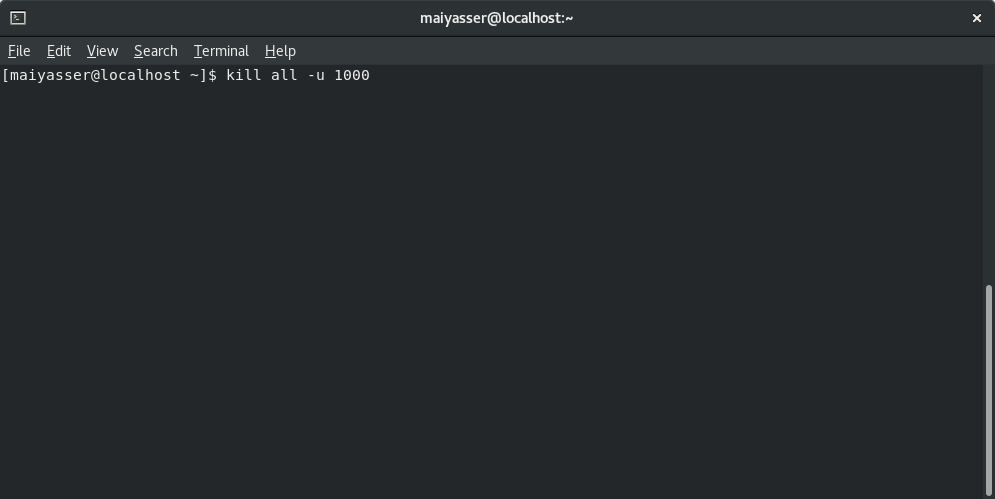 maiyasser@localhost:~
File Edit View Search Terminal Help
[maiyasser@localhost ~]$ kill all -u 1000